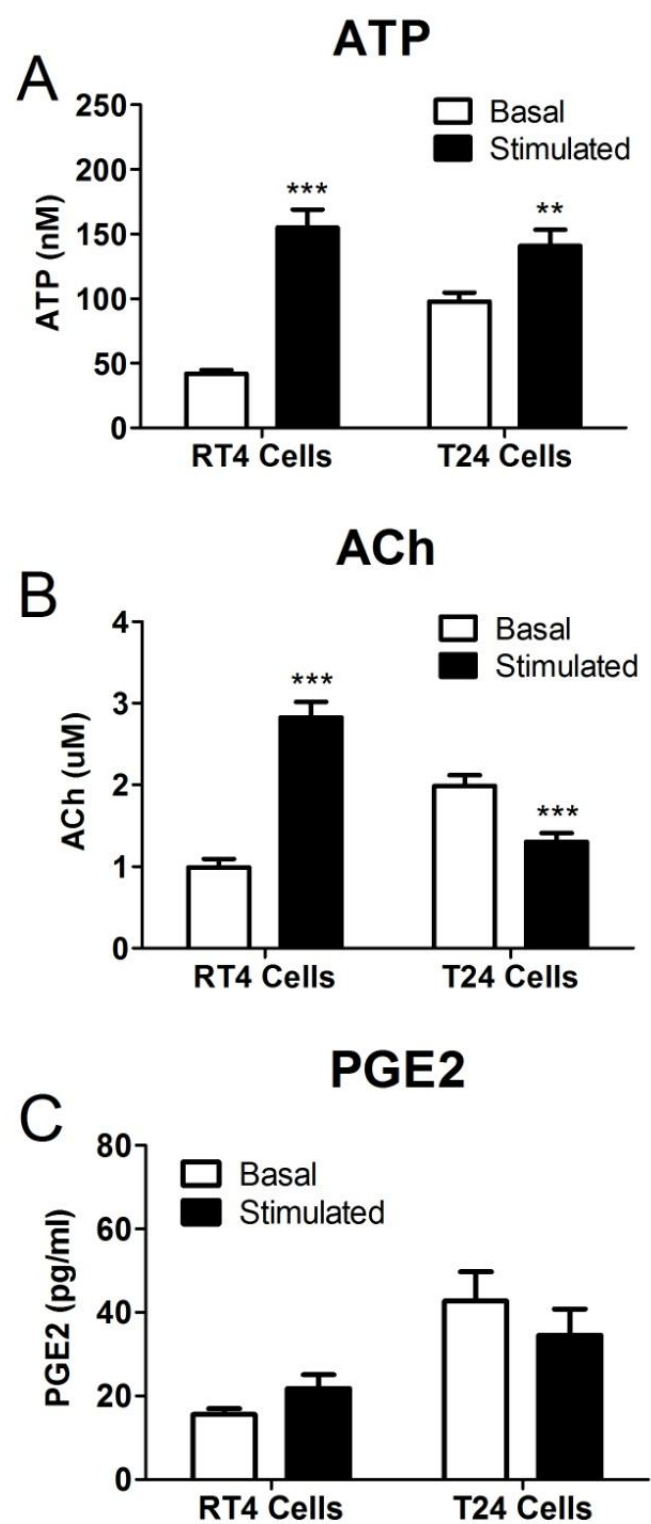 ATP
A
250
200
150
100
50
0
ATP (nM)
Basal
Stimulated
***
**
RT4 Cells
T24 Cells
ACh
B
4
3
2
1
0
ACh (uM)
Basal
Stimulated
***
***
RT4 Cells
T24 Cells
PGE2
C
80
60
40
20
0
PGE2 (pg/ml)
Basal
Stimulated
RT4 Cells
T24 Cells